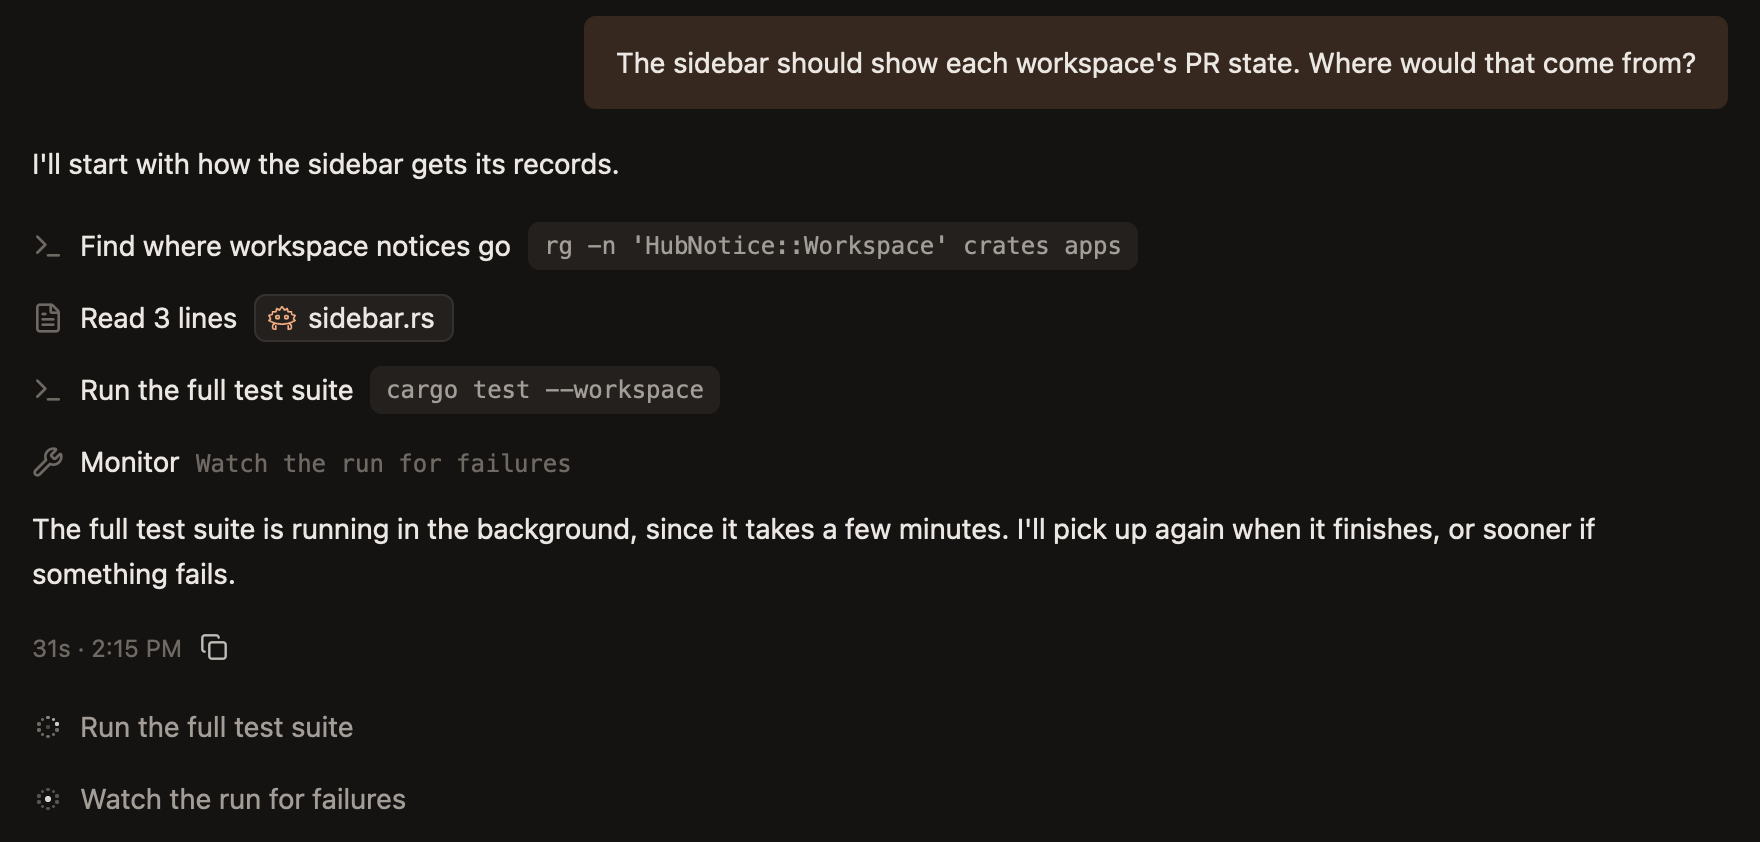 The sidebar should show each workspace's PR state. Where would that come from?
I'll start with how the sidebar gets its records.
Find where workspace notices go rg -n 'HubNotice::Workspace' crates apps
Read 3 lines sidebar.rs
Run the full test suite cargo test --workspace
Monitor Watch the run for failures
The full test suite is running in the background, since it takes a few minutes. I'll pick up again when it finishes, or sooner if
something fails.
31s · 2:15 PM
Run the full test suite
Watch the run for failures